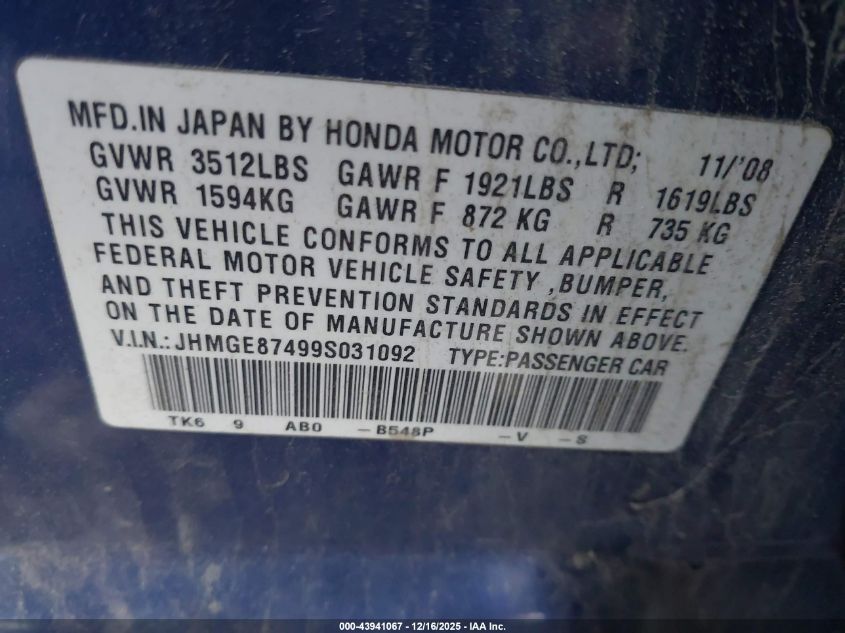 MFD.IN JAPAN BY HONDA MOTOR CO.,LTD; 11/'08
GVWR 3512LBS GAWR F 1921LBS R 1619LBS
GVWR 1594KG GAWR F 872 KG R 735 KG
THIS VEHICLE CONFORMS TO ALL APPLICABLE
FEDERAL MOTOR VEHICLE SAFETY ,BUMPER,
AND THEFT PREVENTION STANDARDS IN EFFECT
ON THE DATE OF MANUFACTURE SHOWN ABOVE.
V.I.N.:JHMGE87499S031092 TYPE:PASSENGER CAR
TK6 9 AB0 -B548P -V -S
000-43941067 - 12/16/2025 - IAA Inc.